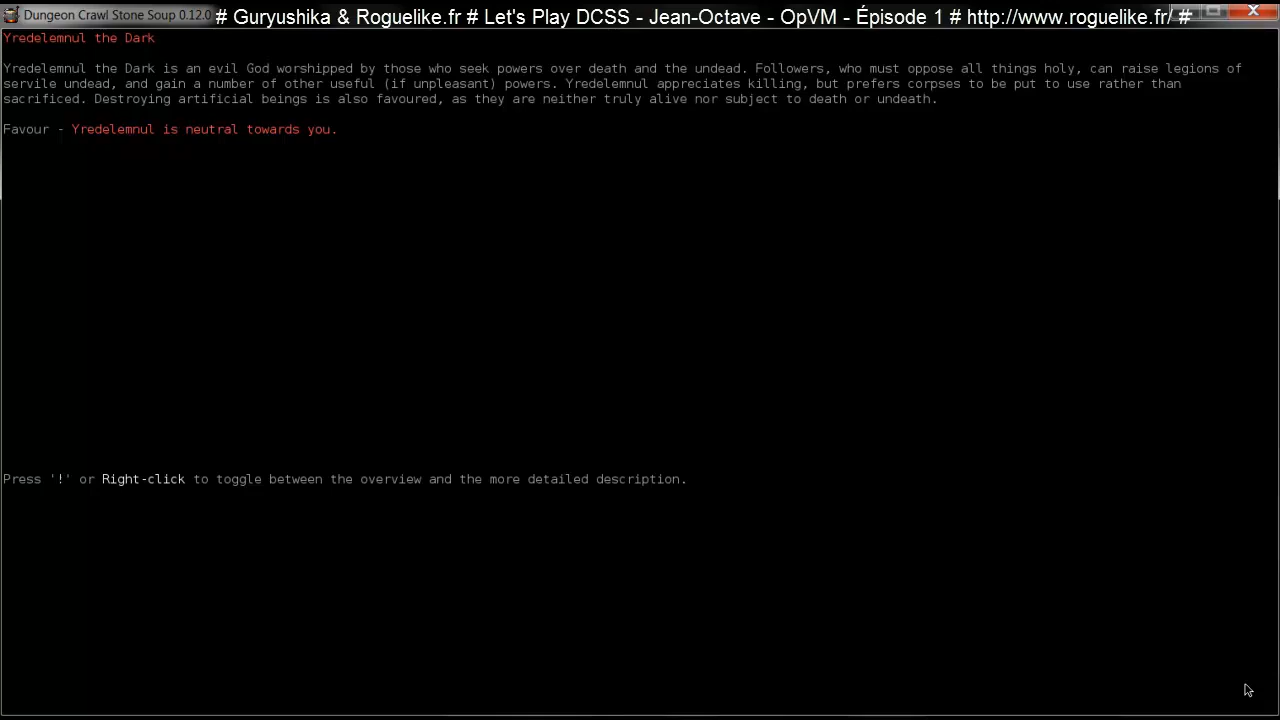 Dungeon Crawl Stone Soup 0.12.0
# Guryushika & Roguelike.fr # Let's Play DCSS - Jean-Octave - OpVM - Épisode 1 # http://www.roguelike.fr/ #
Yredelemnul the Dark
Yredelemnul the Dark is an evil God worshipped by those who seek powers over death and the undead. Followers, who must oppose all things holy, can raise legions of
servile undead, and gain a number of other useful (if unpleasant) powers. Yredelemnul appreciates killing, but prefers corpses to be put to use rather than
sacrificed. Destroying artificial beings is also favoured, as they are neither truly alive nor subject to death or undeath.
Favour - Yredelemnul is neutral towards you.
Press '!' or Right-click to toggle between the overview and the more detailed description.